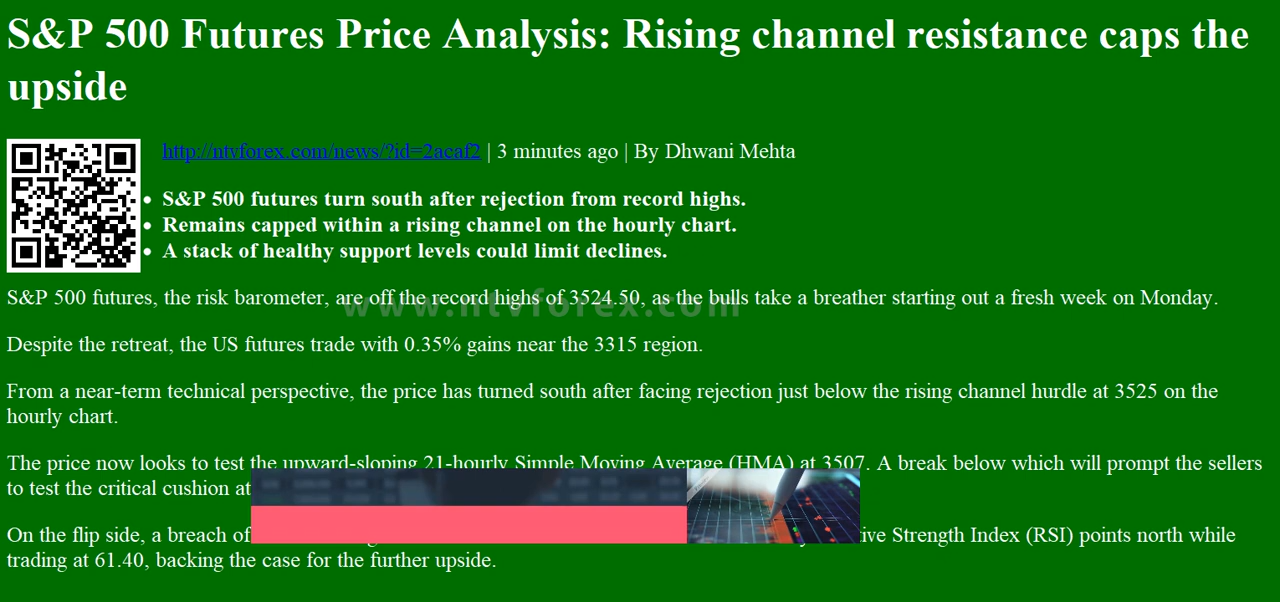 S&P 500 Futures Price Analysis: Rising channel resistance caps the
upside
http://ntvforex.com/news/?id=2acaf2 | 3 minutes ago | By Dhwani Mehta
S&P 500 futures turn south after rejection from record highs.
Remains capped within a rising channel on the hourly chart.
A stack of healthy support levels could limit declines.
S&P 500 futures, the risk barometer, are off the record highs of 3524.50, as the bulls take a breather starting out a fresh week on Monday.
www.ntvforex.com
Despite the retreat, the US futures trade with 0.35% gains near the 3315 region.
From a near-term technical perspective, the price has turned south after facing rejection just below the rising channel hurdle at 3525 on the
hourly chart.
The price now looks to test the upward-sloping 21-hourly Simple Moving Average (HMA) at 3507. A break below which will prompt the sellers
to test the critical cushion at
On the flip side, a breach of Strength Index (RSI) points north while
trading at 61.40, backing the case for the further upside.